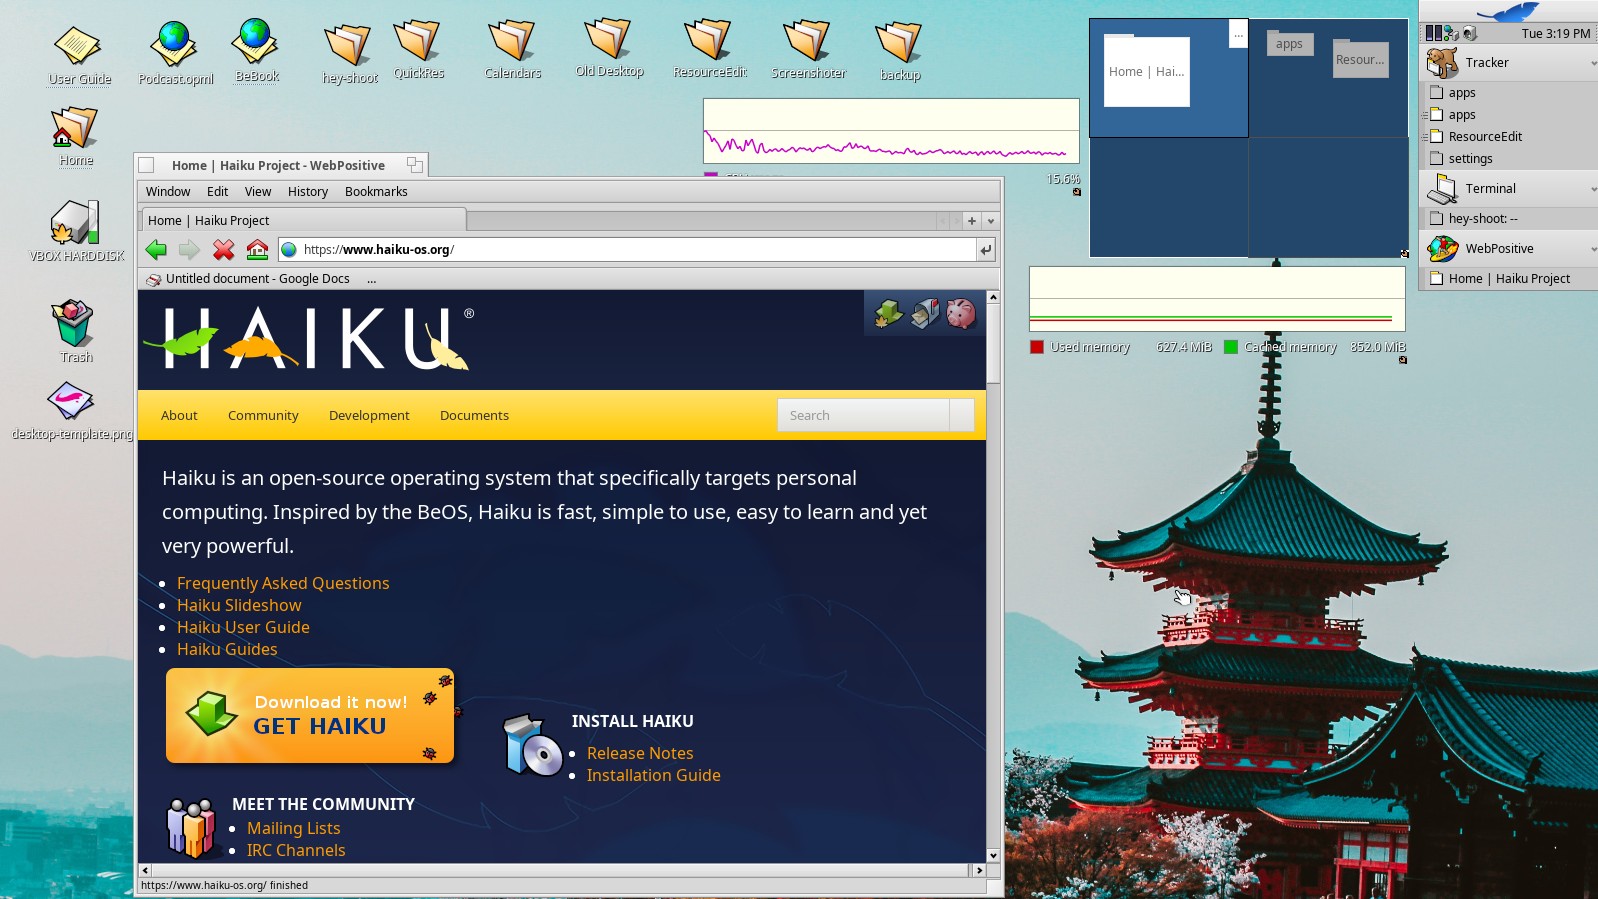 User Guide
Podcast.opml
BeBook
hey-shoot
QuickRes
Calendars
Old Desktop
ResourceEdit
Screenshoter
backup
Home
VBOX HARDDISK
Trash
desktop-template.png
15.6%
Home | Hai...
...
apps
Resour...
Used memory 627.4 MiB Cached memory 852.0 MiB
Tue 3:19 PM
Tracker
apps
apps
ResourceEdit
settings
Terminal
hey-shoot: --
WebPositive
Home | Haiku Project
Home | Haiku Project - WebPositive
Window Edit View History Bookmarks
Home | Haiku Project
https://www.haiku-os.org/
Untitled document - Google Docs ...
HAIKU®
About Community Development Documents Search
Haiku is an open-source operating system that specifically targets personal
computing. Inspired by the BeOS, Haiku is fast, simple to use, easy to learn and yet
very powerful.
Frequently Asked Questions
Haiku Slideshow
Haiku User Guide
Haiku Guides
Download it now!
GET HAIKU
INSTALL HAIKU
Release Notes
Installation Guide
MEET THE COMMUNITY
Mailing Lists
IRC Channels
https://www.haiku-os.org/ finished